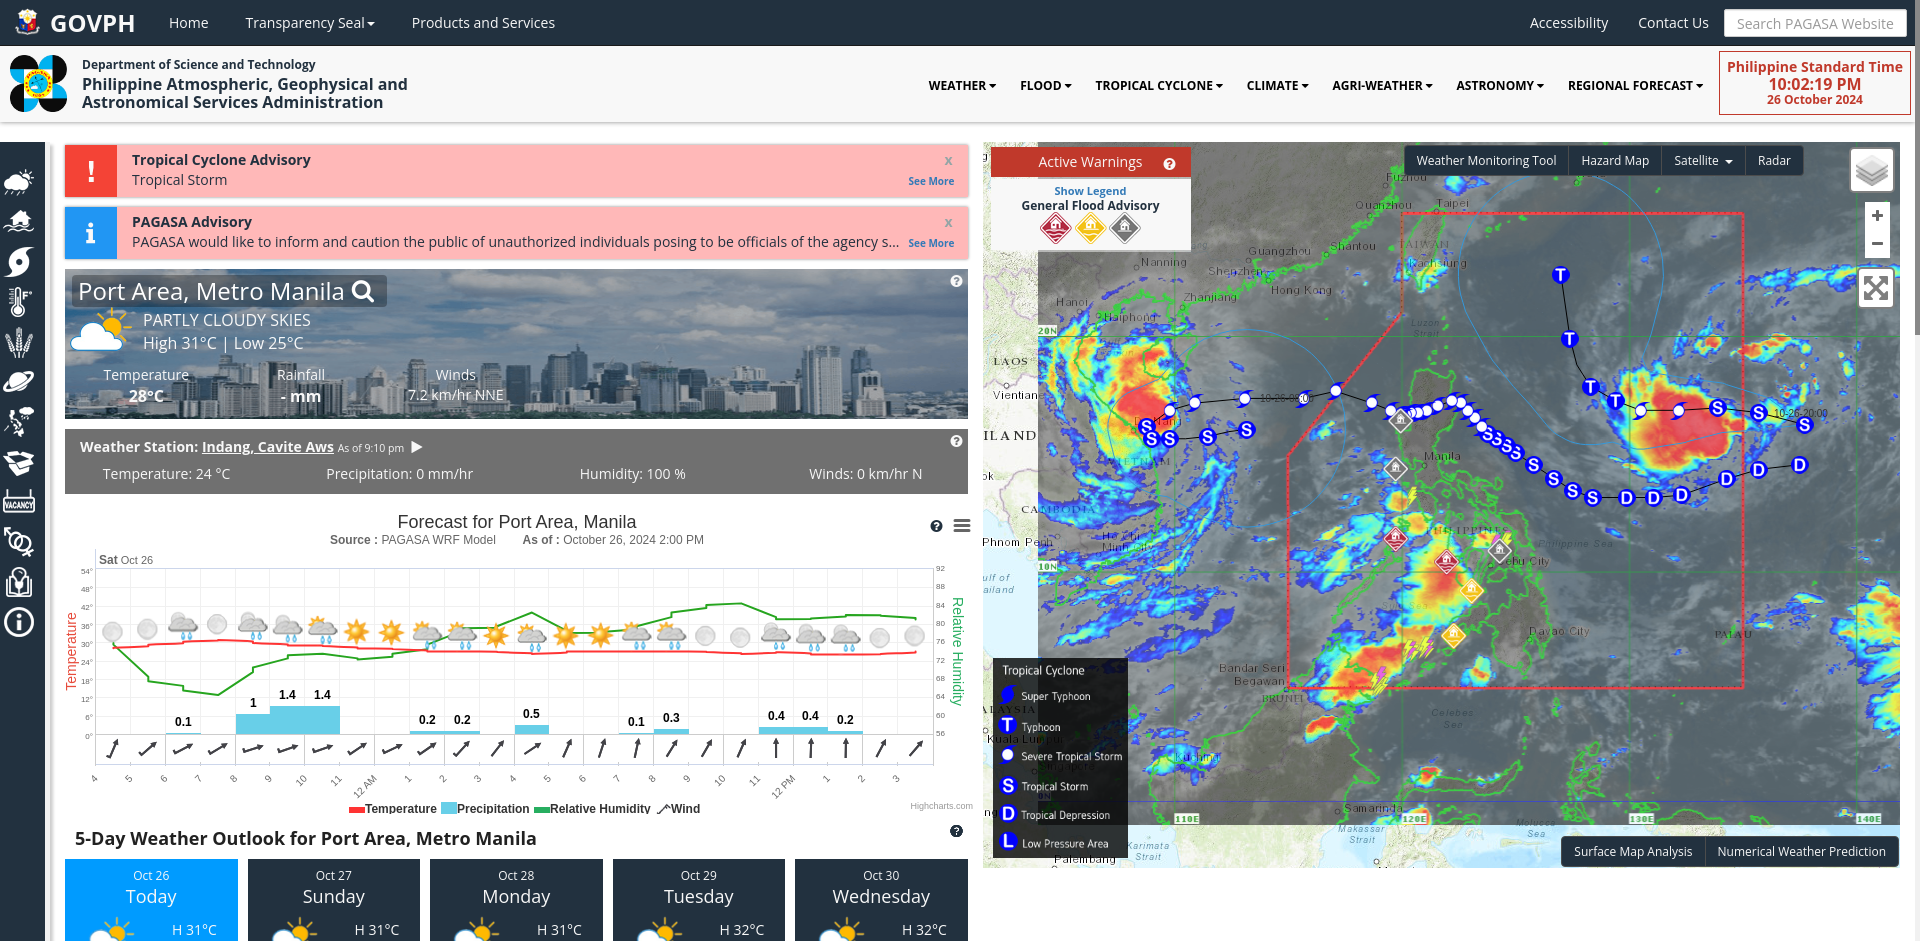 GOVPH
Home
Transparency Seal
Products and Services
Accessibility
Contact Us
Search PAGASA Website
Department of Science and Technology
Philippine Atmospheric, Geophysical and
Astronomical Services Administration
WEATHER
FLOOD
TROPICAL CYCLONE
CLIMATE
AGRI-WEATHER
ASTRONOMY
REGIONAL FORECAST
Philippine Standard Time
10:02:19 PM
26 October 2024
VACANCY
Tropical Cyclone Advisory
x
Tropical Storm
See More
PAGASA Advisory
x
PAGASA would like to inform and caution the public of unauthorized individuals posing to be officials of the agency s...
See More
Port Area, Metro Manila
PARTLY CLOUDY SKIES
High 31°C | Low 25°C
Temperature Rainfall Winds
28°C - mm 7.2 km/hr NNE
Weather Station: Indang, Cavite Aws As of 9:10 pm
Temperature: 24 °C Precipitation: 0 mm/hr Humidity: 100 % Winds: 0 km/hr N
Forecast for Port Area, Manila
Source : PAGASA WRF Model As of : October 26, 2024 2:00 PM
Sat Oct 26
Temperature
54°
48°
42°
36°
30°
24°
18°
12°
6°
0°
92
88
84
80
76
72
68
64
60
56
Relative Humidity
0.1 1 1.4 1.4 0.2 0.2 0.5 0.1 0.3 0.4 0.4 0.2
4 5 6 7 8 9 10 11 12 AM 1 2 3 4 5 6 7 8 9 10 11 12 PM 1 2 3
Temperature Precipitation Relative Humidity Wind
Highcharts.com
5-Day Weather Outlook for Port Area, Metro Manila
Oct 26
Today
H 31°C
Oct 27
Sunday
H 31°C
Oct 28
Monday
H 31°C
Oct 29
Tuesday
H 32°C
Oct 30
Wednesday
H 32°C
Active Warnings
Show Legend
General Flood Advisory
Weather Monitoring Tool
Hazard Map
Satellite
Radar
+
−
Fuzhou
Quanzhou
Taipei
Guangzhou
Shantou
TAIWAN
Nanning
Shenzhen
Kaohsiung
Hong Kong
Zhanjiang
Hanoi
Haiphong
20N
Luzon
Strait
LAOS
Vientian
10-26-20:00
ILAND
VIETNAM
Manila
ok
CAMBODIA
Phnom Penh
Ho Chi
Minh City
PHILIPPINES
Philippine Sea
Cebu City
10N
ulf of
ailand
Davao City
PALAU
Bandar Seri
Begawan
BRUNEI
Celebes
Sea
ALAYSIA
Kuala Lumpur
Kuching
Samarinda
110E
120E
130E
140E
Makassar
Strait
Molucca
Sea
Karimata
Strait
Palembang
Tropical Cyclone
Super Typhoon
T Typhoon
Severe Tropical Storm
S Tropical Storm
D Tropical Depression
L Low Pressure Area
Surface Map Analysis
Numerical Weather Prediction